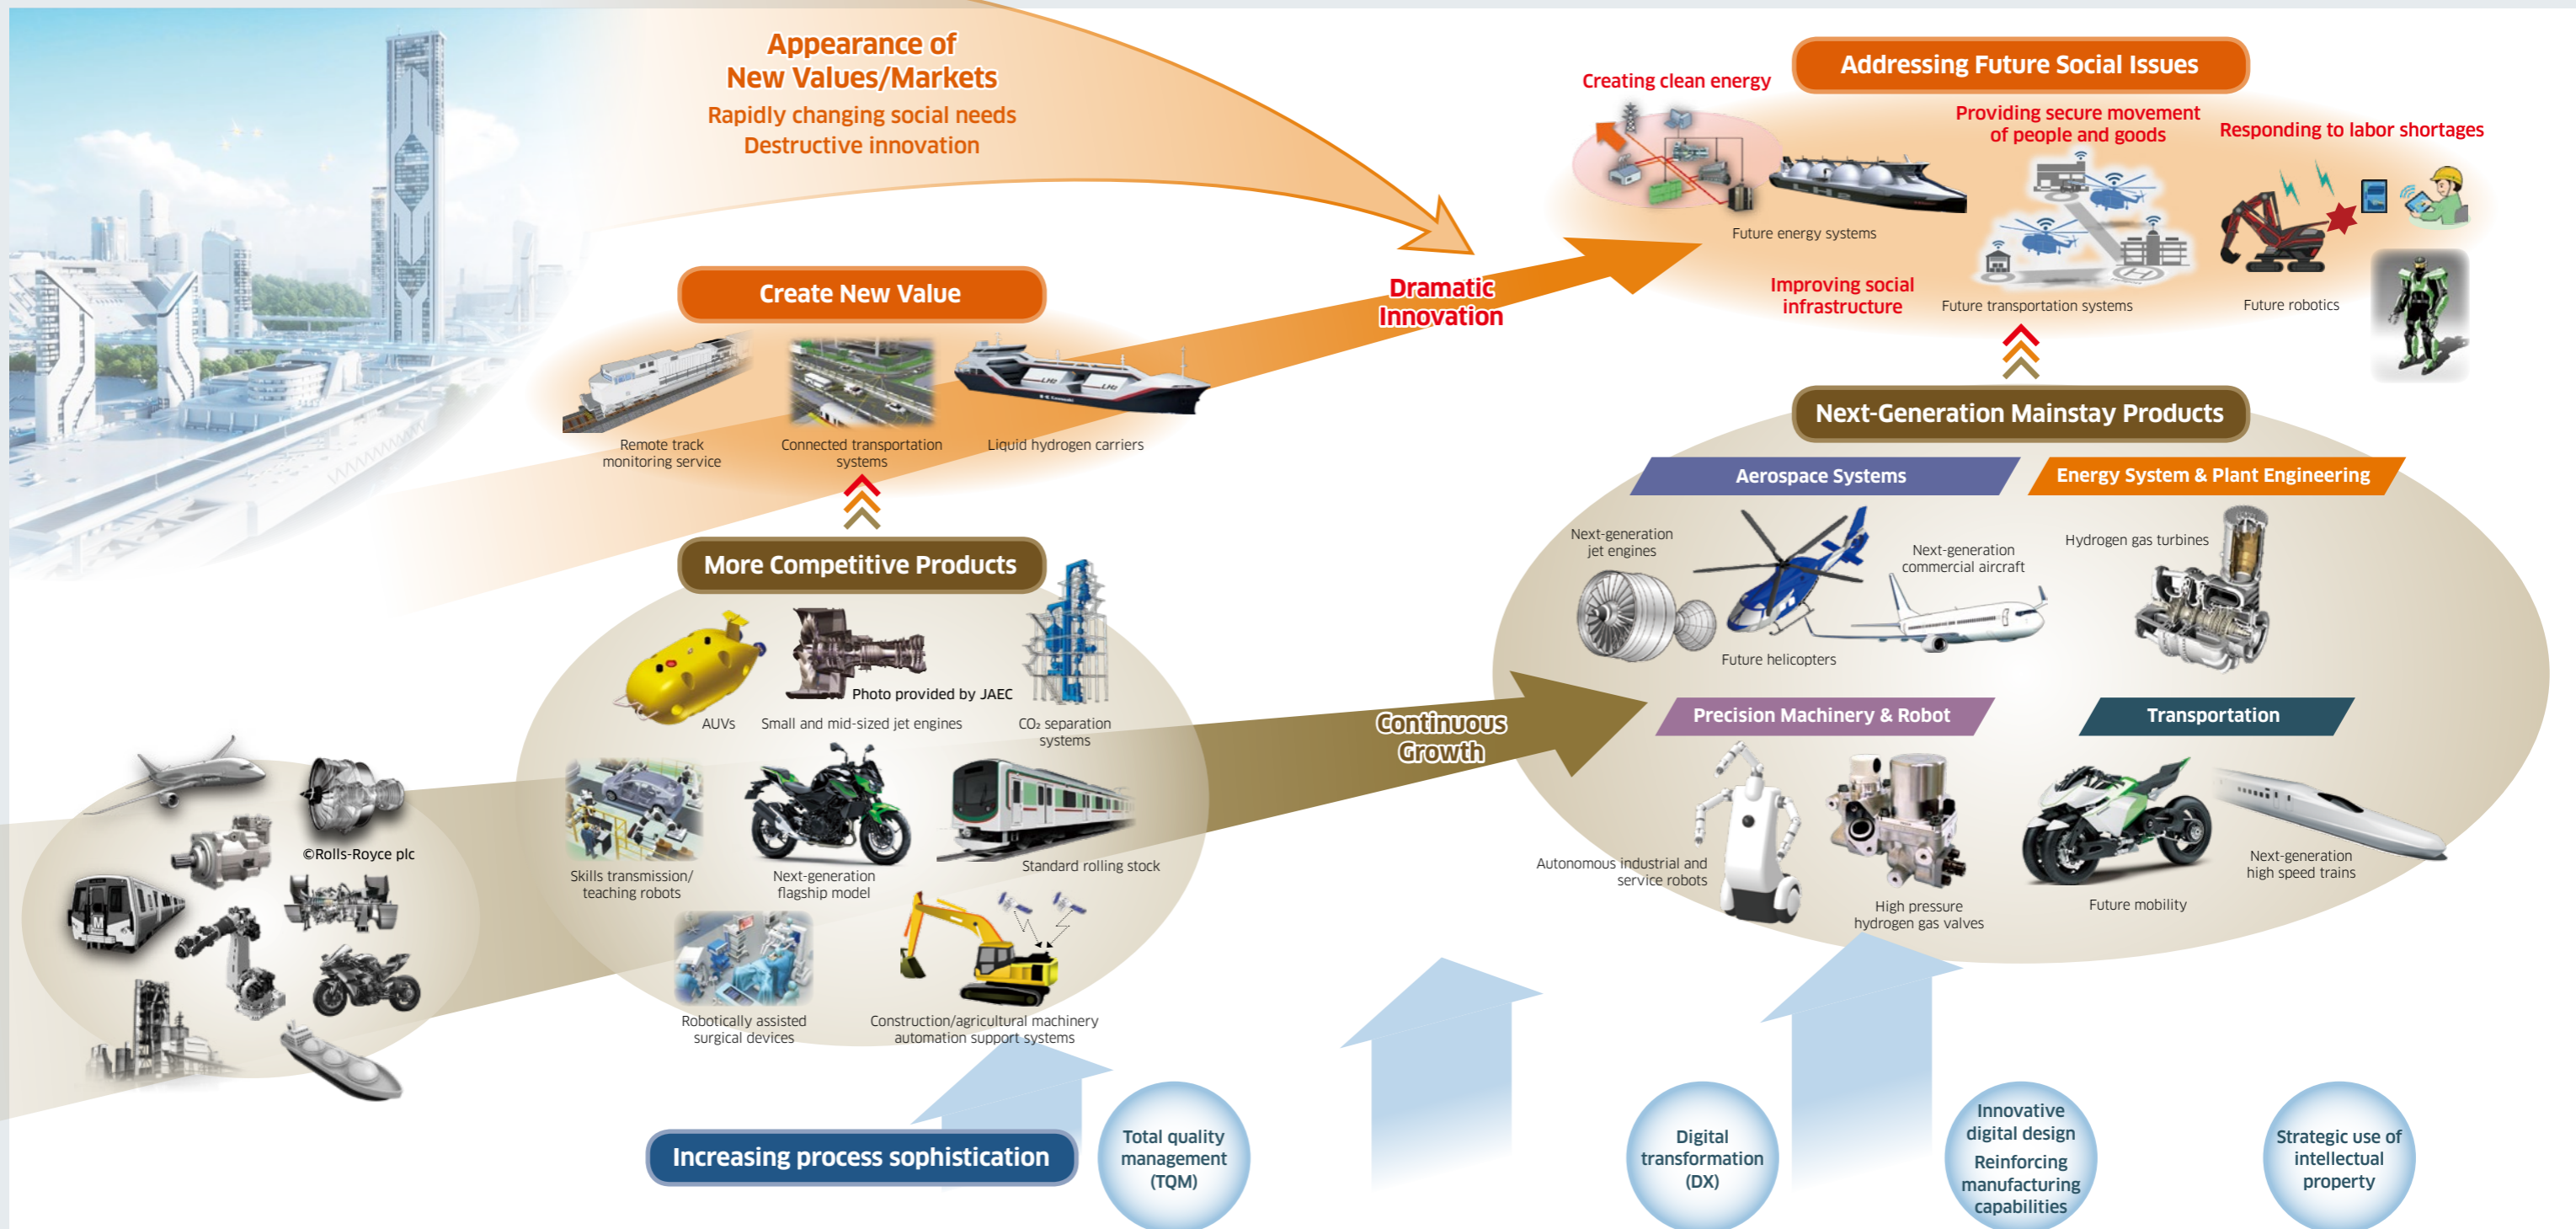 Appearance of
New Values/Markets
Rapidly changing social needs
Destructive innovation
Addressing Future Social Issues
Creating clean energy
Providing secure movement
of people and goods
Responding to labor shortages
Future energy systems
Improving social
infrastructure
Future transportation systems
Future robotics
Dramatic
Innovation
Create New Value
LH2
LH2
Kawasaki
Remote track
monitoring service
Connected transportation
systems
Liquid hydrogen carriers
Next-Generation Mainstay Products
Aerospace Systems
Energy System & Plant Engineering
Next-generation
jet engines
Next-generation
commercial aircraft
Hydrogen gas turbines
Future helicopters
Precision Machinery & Robot
Transportation
Autonomous industrial and
service robots
High pressure
hydrogen gas valves
Future mobility
Next-generation
high speed trains
More Competitive Products
Photo provided by JAEC
AUVs
Small and mid-sized jet engines
CO₂ separation
systems
Continuous
Growth
©Rolls-Royce plc
Skills transmission/
teaching robots
Next-generation
flagship model
Standard rolling stock
Robotically assisted
surgical devices
Construction/agricultural machinery
automation support systems
Increasing process sophistication
Total quality
management
(TQM)
Digital
transformation
(DX)
Innovative
digital design
Reinforcing
manufacturing
capabilities
Strategic use of
intellectual
property